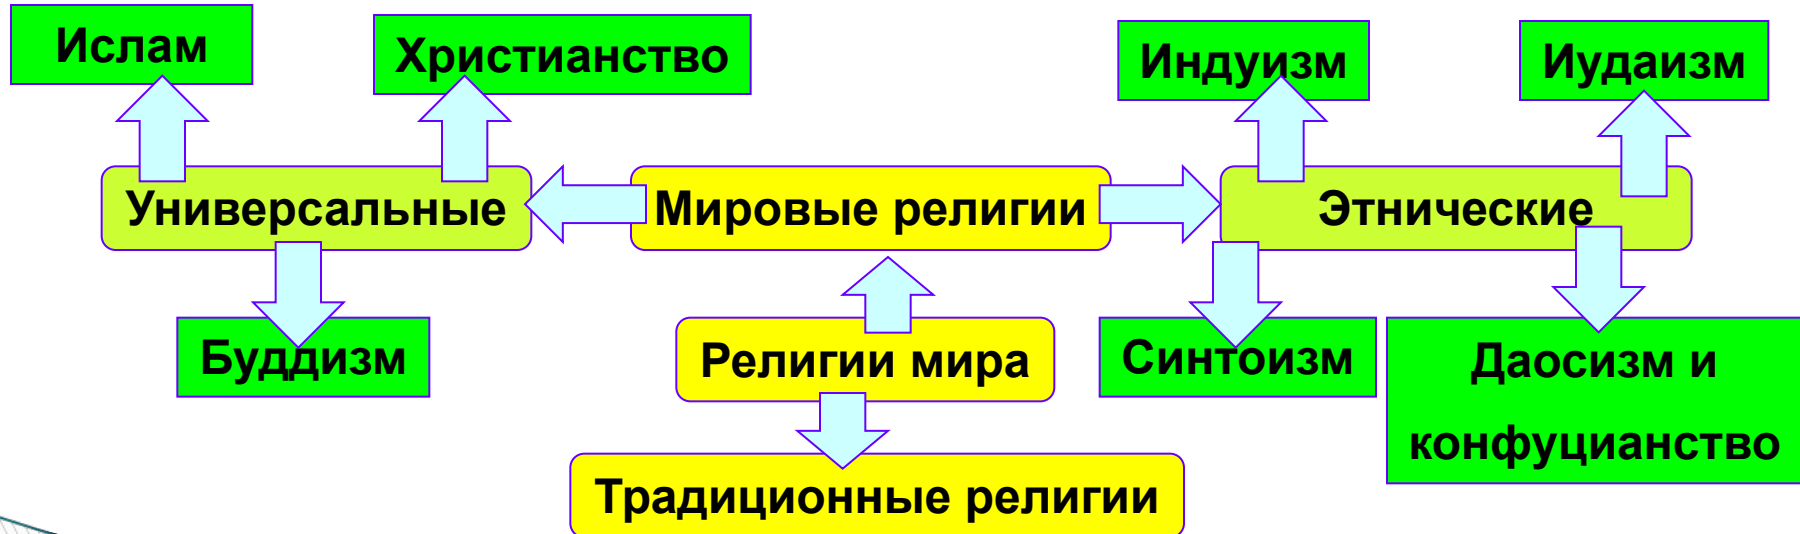 Ислам
Христианство
Индуизм
Иудаизм
Универсальные
Мировые религии
Этнические
Буддизм
Религии мира
Синтоизм
Даосизм и
конфуцианство
Традиционные религии